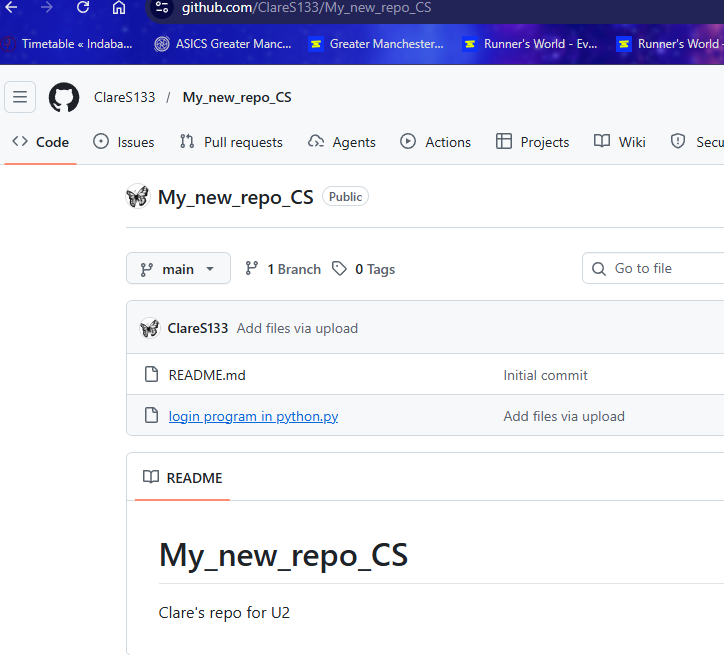 github.com/ClareS133/My_new_repo_CS
Timetable « Indaba... ASICS Greater Manc... Greater Manchester... Runner's World - Ev... Runner's World -
ClareS133 / My_new_repo_CS
Code Issues Pull requests Agents Actions Projects Wiki Secu
My_new_repo_CS Public
main 1 Branch 0 Tags Go to file
ClareS133 Add files via upload
README.md Initial commit
login program in python.py Add files via upload
README
My_new_repo_CS
Clare's repo for U2